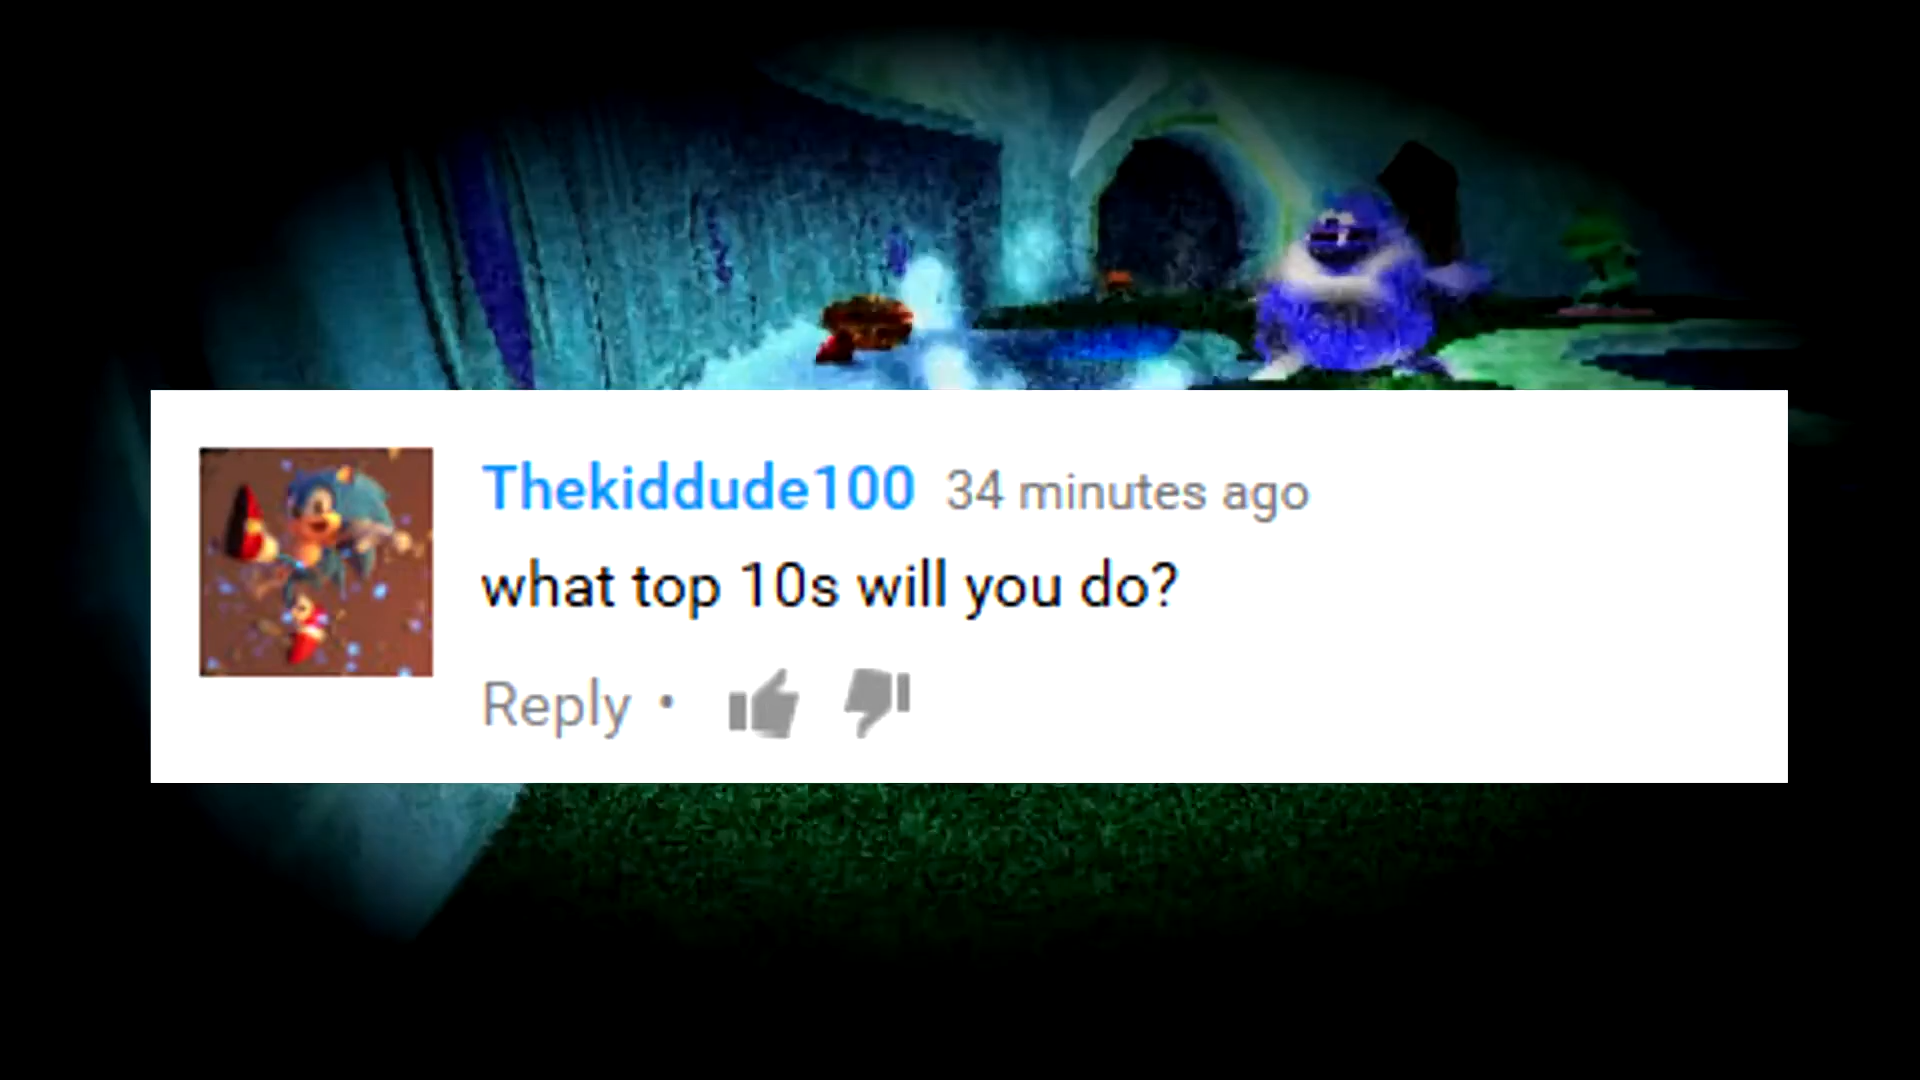 Thekiddude100 34 minutes ago
what top 10s will you do?
Reply •